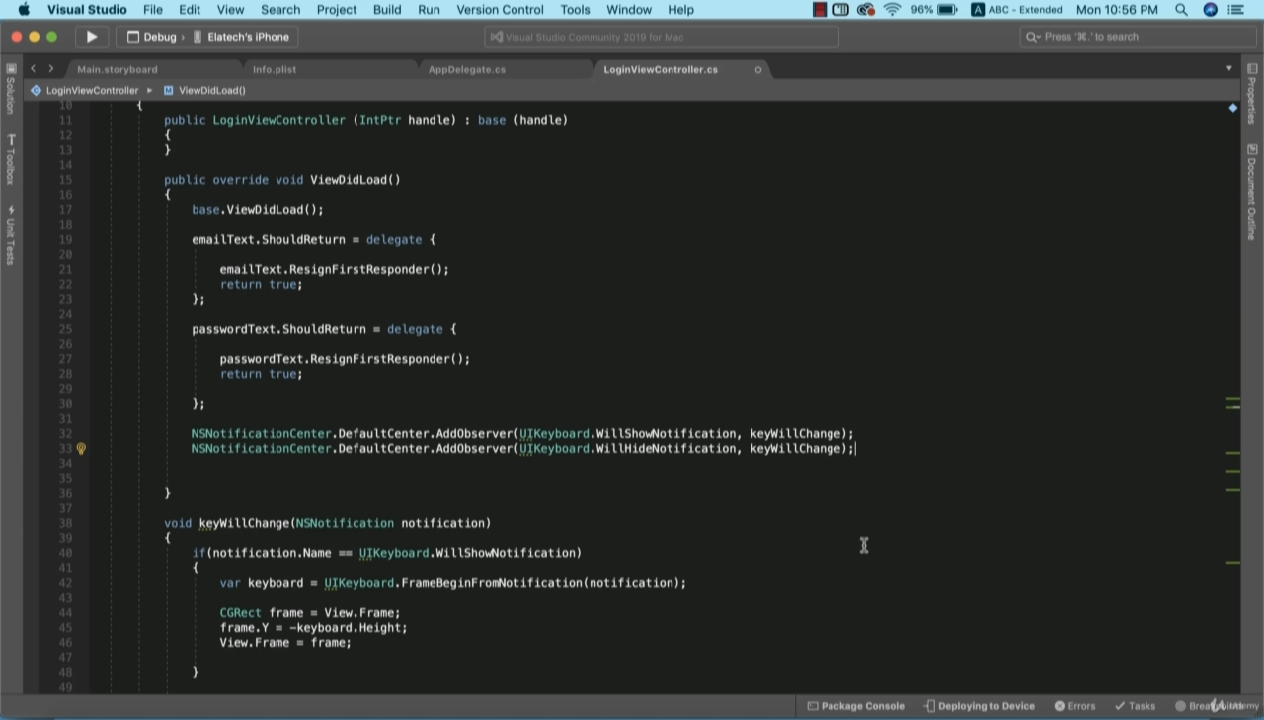 Visual Studio File Edit View Search Project Build Run Version Control Tools Window Help 96% A ABC - Extended Mon 10:56 PM
Debug › Elatech's iPhone Visual Studio Community 2019 for Mac Press '⌘.' to search
Main.storyboard Info.plist AppDelegate.cs LoginViewController.cs
LoginViewController ViewDidLoad()
Solution
Toolbox
Unit Tests
Properties
Document Outline
10 {
11 public LoginViewController (IntPtr handle) : base (handle)
12 {
13 }
14
15 public override void ViewDidLoad()
16 {
17 base.ViewDidLoad();
18
19 emailText.ShouldReturn = delegate {
20
21 emailText.ResignFirstResponder();
22 return true;
23 };
24
25 passwordText.ShouldReturn = delegate {
26
27 passwordText.ResignFirstResponder();
28 return true;
29
30 };
31
32 NSNotificationCenter.DefaultCenter.AddObserver(UIKeyboard.WillShowNotification, keyWillChange);
33 NSNotificationCenter.DefaultCenter.AddObserver(UIKeyboard.WillHideNotification, keyWillChange);
34
35
36 }
37
38 void keyWillChange(NSNotification notification)
39 {
40 if(notification.Name == UIKeyboard.WillShowNotification)
41 {
42 var keyboard = UIKeyboard.FrameBeginFromNotification(notification);
43
44 CGRect frame = View.Frame;
45 frame.Y = -keyboard.Height;
46 View.Frame = frame;
47
48 }
49
Package Console Deploying to Device Errors Tasks